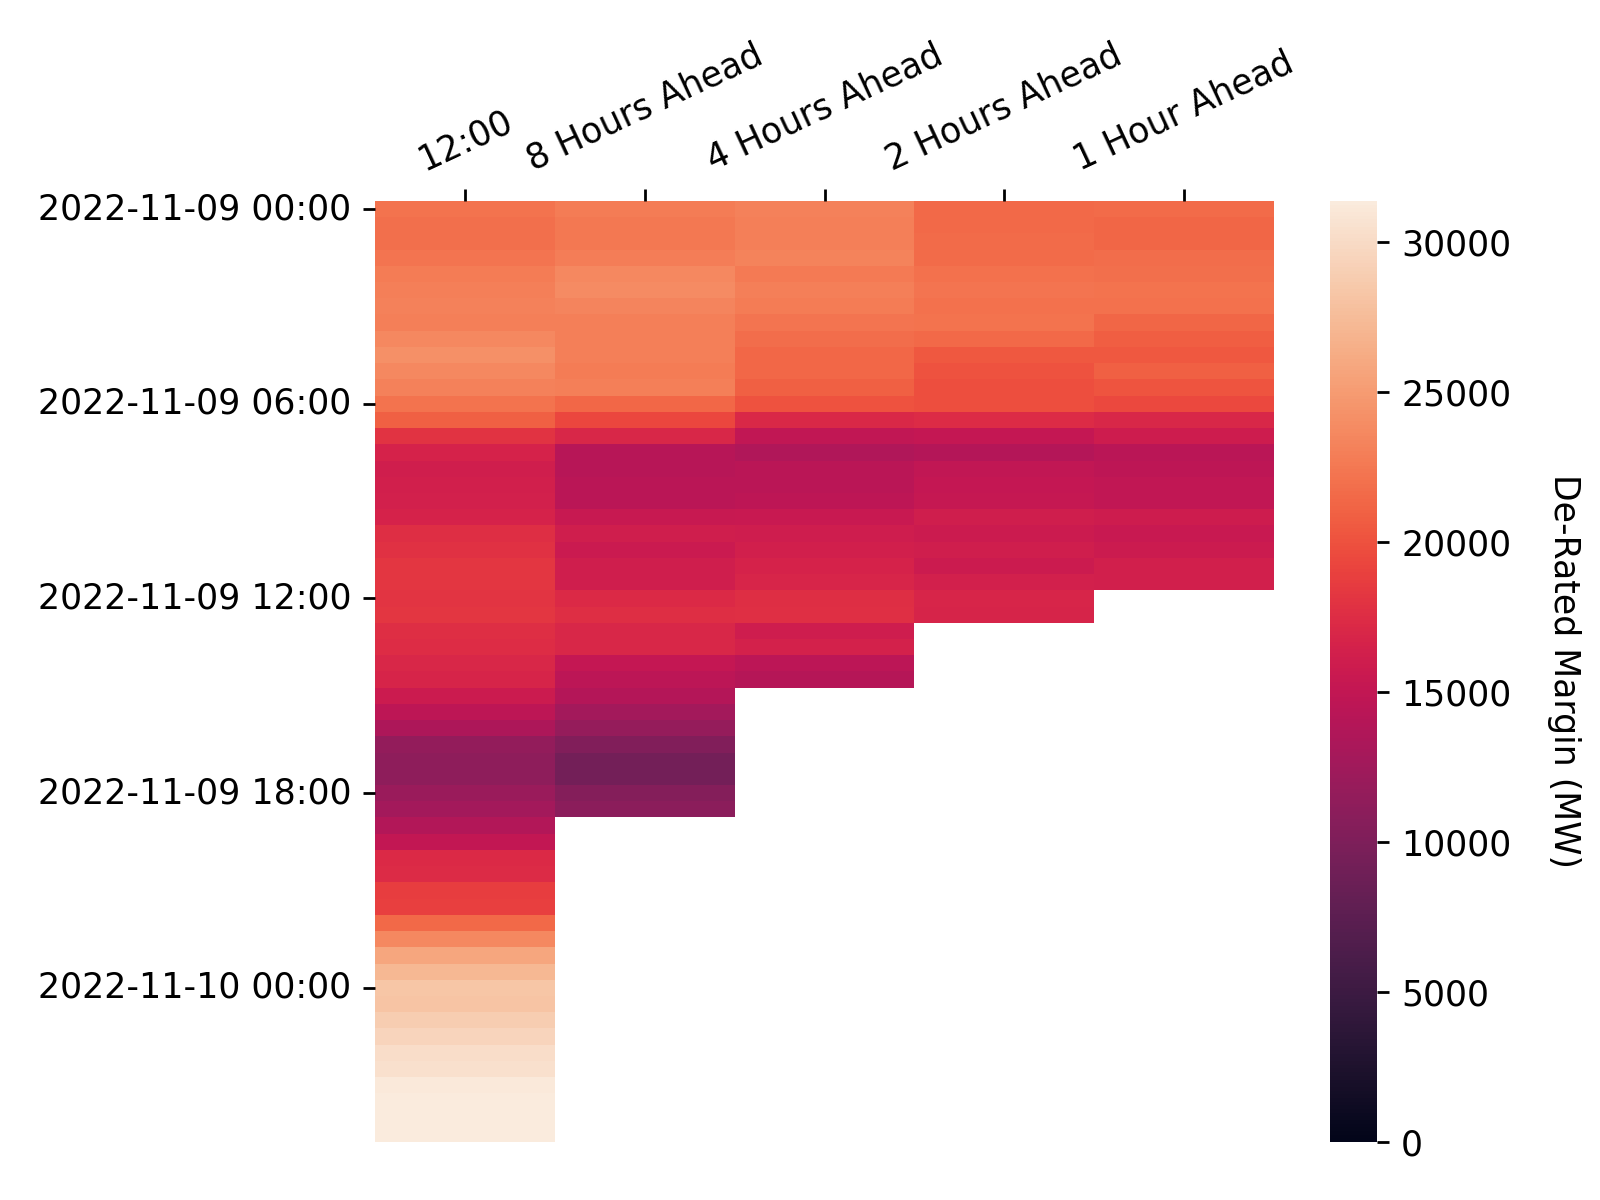 12:00
8 Hours Ahead
4 Hours Ahead
2 Hours Ahead
1 Hour Ahead
2022-11-09 00:00
2022-11-09 06:00
2022-11-09 12:00
2022-11-09 18:00
2022-11-10 00:00
30000
25000
20000
15000
10000
5000
0
De-Rated Margin (MW)